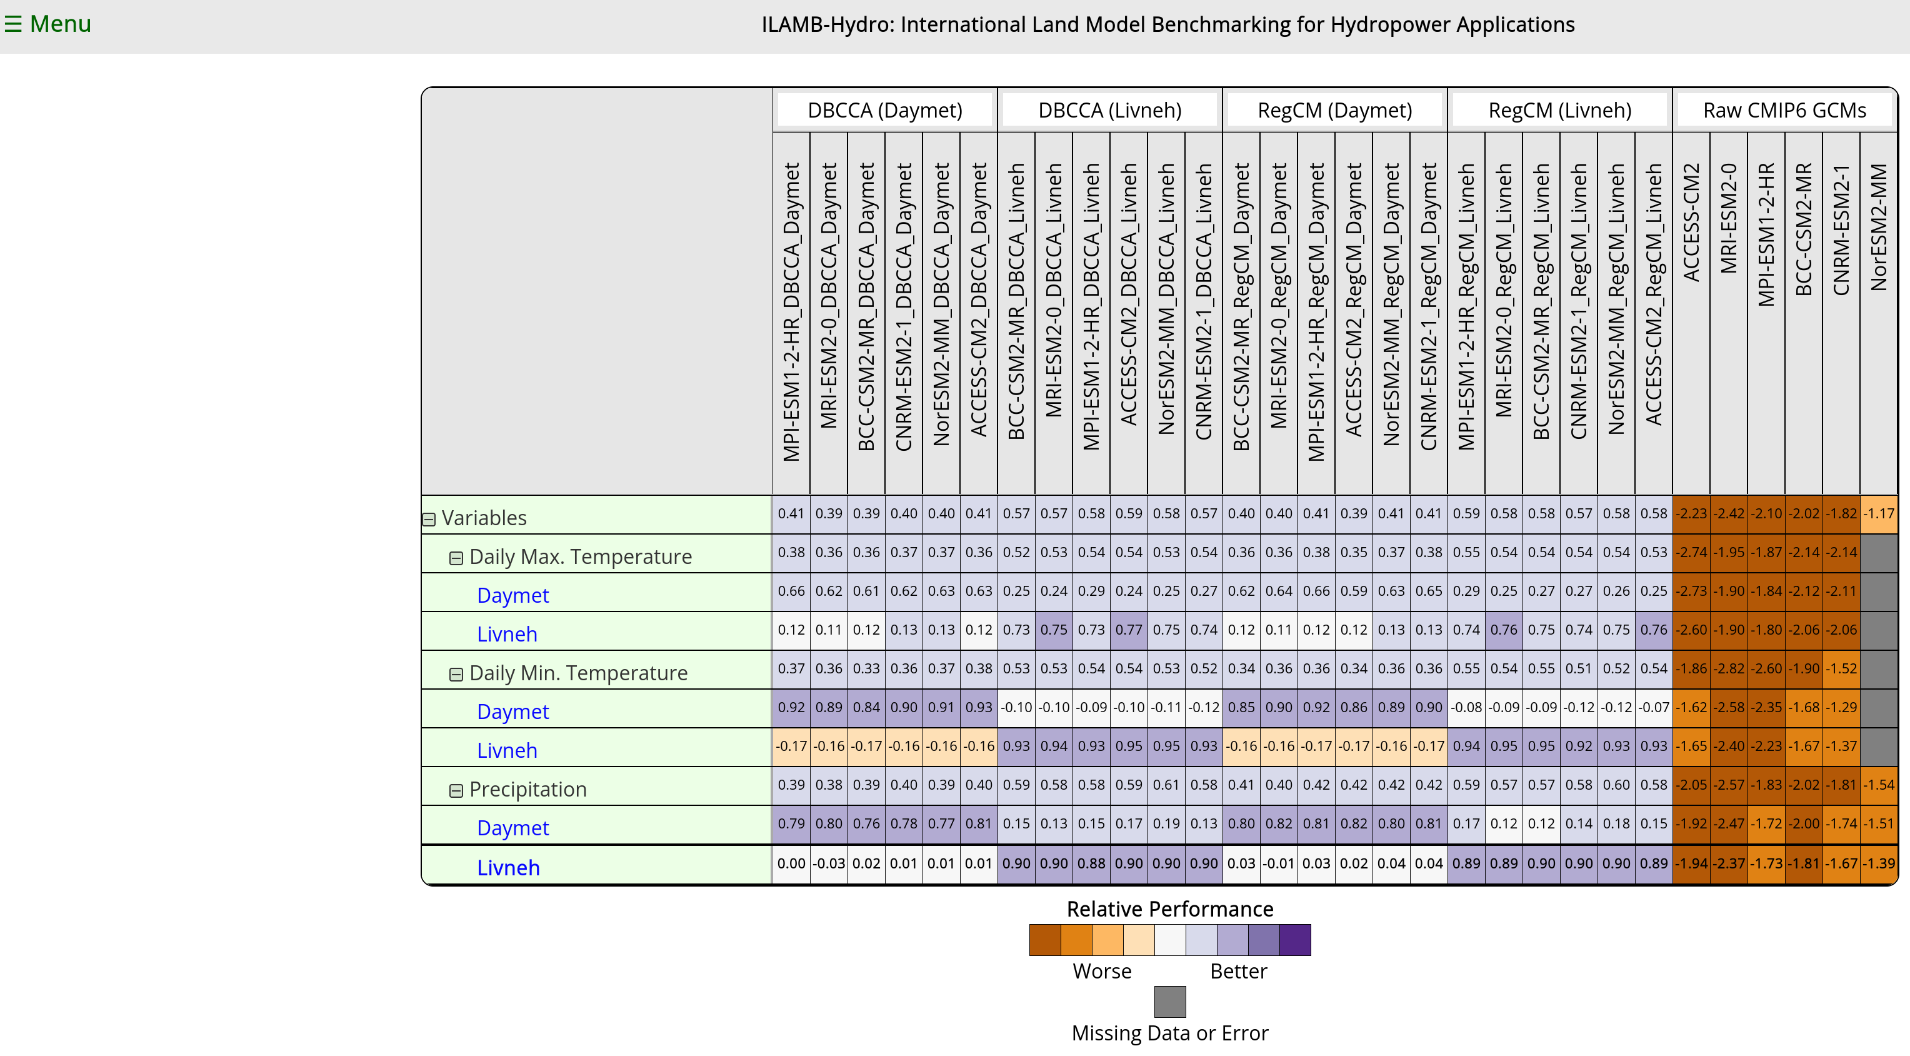 ☰ Menu
ILAMB-Hydro: International Land Model Benchmarking for Hydropower Applications
DBCCA (Daymet) DBCCA (Livneh) RegCM (Daymet) RegCM (Livneh) Raw CMIP6 GCMs
MPI-ESM1-2-HR_DBCCA_Daymet
MRI-ESM2-0_DBCCA_Daymet
BCC-CSM2-MR_DBCCA_Daymet
CNRM-ESM2-1_DBCCA_Daymet
NorESM2-MM_DBCCA_Daymet
ACCESS-CM2_DBCCA_Daymet
BCC-CSM2-MR_DBCCA_Livneh
MRI-ESM2-0_DBCCA_Livneh
MPI-ESM1-2-HR_DBCCA_Livneh
ACCESS-CM2_DBCCA_Livneh
NorESM2-MM_DBCCA_Livneh
CNRM-ESM2-1_DBCCA_Livneh
BCC-CSM2-MR_RegCM_Daymet
MRI-ESM2-0_RegCM_Daymet
MPI-ESM1-2-HR_RegCM_Daymet
ACCESS-CM2_RegCM_Daymet
NorESM2-MM_RegCM_Daymet
CNRM-ESM2-1_RegCM_Daymet
MPI-ESM1-2-HR_RegCM_Livneh
MRI-ESM2-0_RegCM_Livneh
BCC-CSM2-MR_RegCM_Livneh
CNRM-ESM2-1_RegCM_Livneh
NorESM2-MM_RegCM_Livneh
ACCESS-CM2_RegCM_Livneh
ACCESS-CM2
MRI-ESM2-0
MPI-ESM1-2-HR
BCC-CSM2-MR
CNRM-ESM2-1
NorESM2-MM
Variables 0.41 0.39 0.39 0.40 0.40 0.41 0.57 0.57 0.58 0.59 0.58 0.57 0.40 0.40 0.41 0.39 0.41 0.41 0.59 0.58 0.58 0.57 0.58 0.58 -2.23 -2.42 -2.10 -2.02 -1.82 -1.17
Daily Max. Temperature 0.38 0.36 0.36 0.37 0.37 0.36 0.52 0.53 0.54 0.54 0.53 0.54 0.36 0.36 0.38 0.35 0.37 0.38 0.55 0.54 0.54 0.54 0.54 0.53 -2.74 -1.95 -1.87 -2.14 -2.14
Daymet 0.66 0.62 0.61 0.62 0.63 0.63 0.25 0.24 0.29 0.24 0.25 0.27 0.62 0.64 0.66 0.59 0.63 0.65 0.29 0.25 0.27 0.27 0.26 0.25 -2.73 -1.90 -1.84 -2.12 -2.11
Livneh 0.12 0.11 0.12 0.13 0.13 0.12 0.73 0.75 0.73 0.77 0.75 0.74 0.12 0.11 0.12 0.12 0.13 0.13 0.74 0.76 0.75 0.74 0.75 0.76 -2.60 -1.90 -1.80 -2.06 -2.06
Daily Min. Temperature 0.37 0.36 0.33 0.36 0.37 0.38 0.53 0.53 0.54 0.54 0.53 0.52 0.34 0.36 0.36 0.34 0.36 0.36 0.55 0.54 0.55 0.51 0.52 0.54 -1.86 -2.82 -2.60 -1.90 -1.52
Daymet 0.92 0.89 0.84 0.90 0.91 0.93 -0.10 -0.10 -0.09 -0.10 -0.11 -0.12 0.85 0.90 0.92 0.86 0.89 0.90 -0.08 -0.09 -0.09 -0.12 -0.12 -0.07 -1.62 -2.58 -2.35 -1.68 -1.29
Livneh -0.17 -0.16 -0.17 -0.16 -0.16 -0.16 0.93 0.94 0.93 0.95 0.95 0.93 -0.16 -0.16 -0.17 -0.17 -0.16 -0.17 0.94 0.95 0.95 0.92 0.93 0.93 -1.65 -2.40 -2.23 -1.67 -1.37
Precipitation 0.39 0.38 0.39 0.40 0.39 0.40 0.59 0.58 0.58 0.59 0.61 0.58 0.41 0.40 0.42 0.42 0.42 0.42 0.59 0.57 0.57 0.58 0.60 0.58 -2.05 -2.57 -1.83 -2.02 -1.81 -1.54
Daymet 0.79 0.80 0.76 0.78 0.77 0.81 0.15 0.13 0.15 0.17 0.19 0.13 0.80 0.82 0.81 0.82 0.80 0.81 0.17 0.12 0.12 0.14 0.18 0.15 -1.92 -2.47 -1.72 -2.00 -1.74 -1.51
Livneh 0.00 -0.03 0.02 0.01 0.01 0.01 0.90 0.90 0.88 0.90 0.90 0.90 0.03 -0.01 0.03 0.02 0.04 0.04 0.89 0.89 0.90 0.90 0.90 0.89 -1.94 -2.37 -1.73 -1.81 -1.67 -1.39
Relative Performance
Worse Better
Missing Data or Error